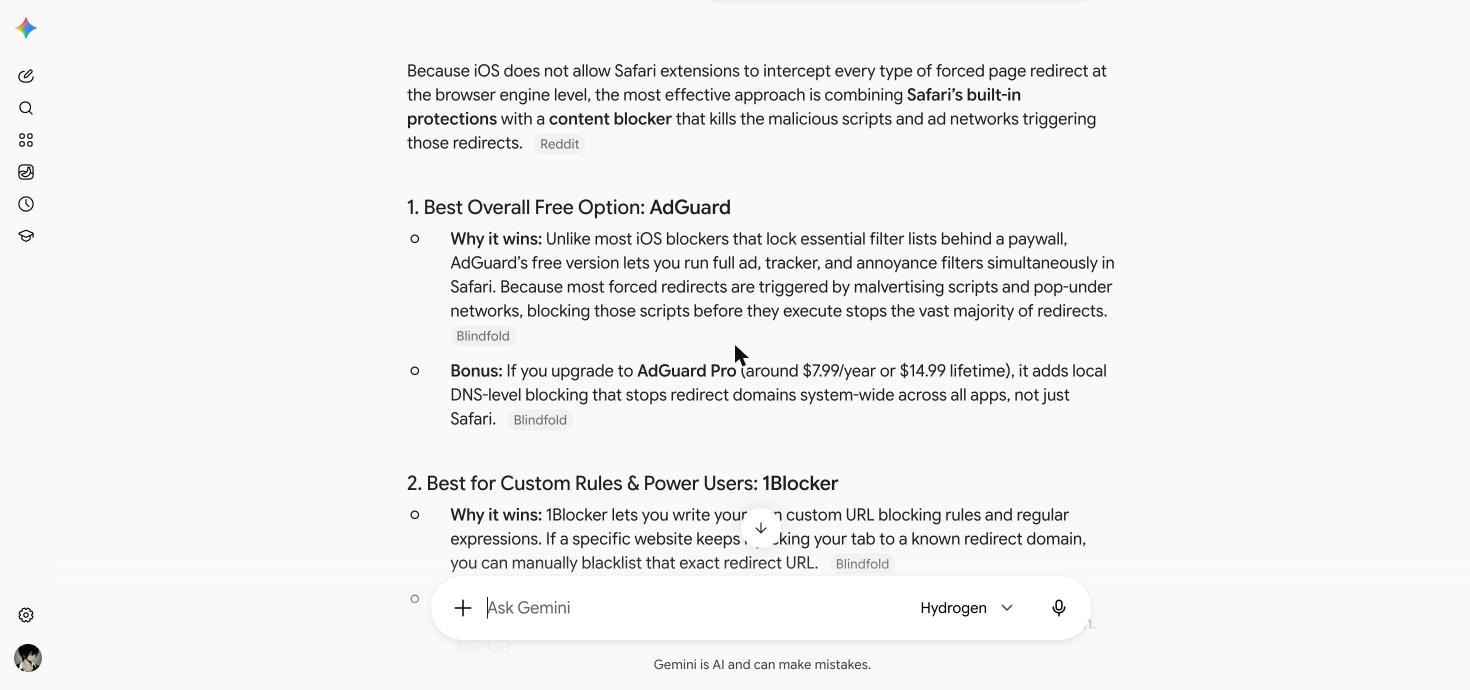 Because iOS does not allow Safari extensions to intercept every type of forced page redirect at
the browser engine level, the most effective approach is combining Safari's built-in
protections with a content blocker that kills the malicious scripts and ad networks triggering
those redirects. Reddit
1. Best Overall Free Option: AdGuard
Why it wins: Unlike most iOS blockers that lock essential filter lists behind a paywall,
AdGuard's free version lets you run full ad, tracker, and annoyance filters simultaneously in
Safari. Because most forced redirects are triggered by malvertising scripts and pop-under
networks, blocking those scripts before they execute stops the vast majority of redirects.
Blindfold
Bonus: If you upgrade to AdGuard Pro (around $7.99/year or $14.99 lifetime), it adds local
DNS-level blocking that stops redirect domains system-wide across all apps, not just
Safari. Blindfold
2. Best for Custom Rules & Power Users: 1Blocker
Why it wins: 1Blocker lets you write your custom URL blocking rules and regular
expressions. If a specific website keeps your tab to a known redirect domain,
you can manually blacklist that exact redirect URL. Blindfold
Ask Gemini Hydrogen
Blindfold
Gemini is AI and can make mistakes.